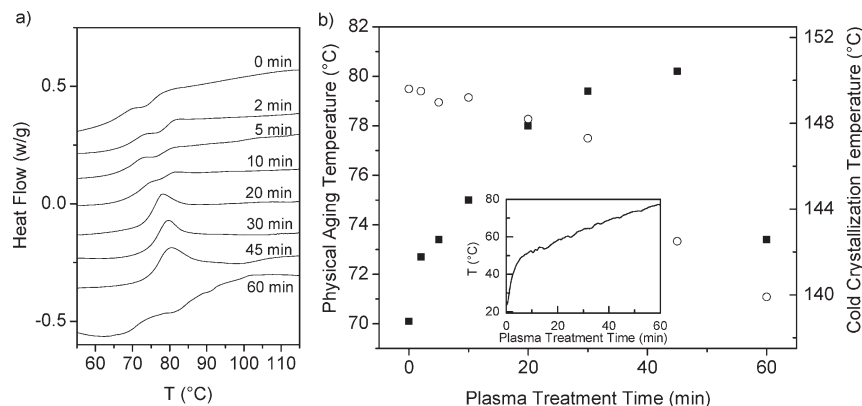 a)
0.5
0.0
-0.5
Heat Flow (w/g)
0 min
2 min
5 min
10 min
20 min
30 min
45 min
60 min
60 70 80 90 100 110
T (°C)
b)
82
80
78
76
74
72
70
Physical Aging Temperature (°C)
152
148
144
140
Cold Crystallization Temperature (°C)
0 20 40 60
Plasma Treatment Time (min)
80
60
40
20
T (°C)
0 20 40 60
Plasma Treatment Time (min)